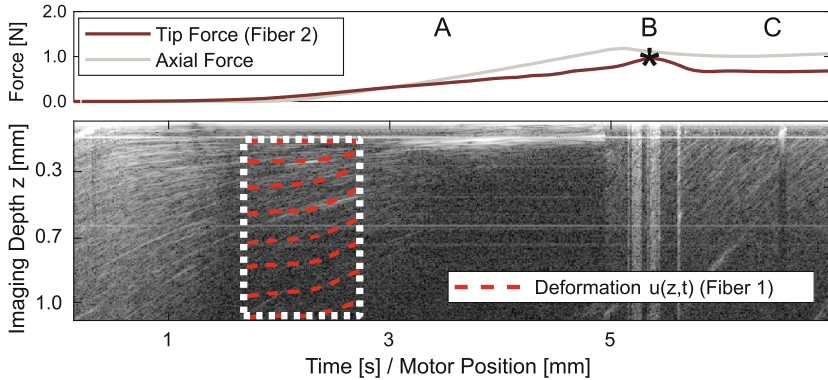 2.0
1.0
0.0
Force [N]
Tip Force (Fiber 2)
Axial Force
A
B
*
C
Imaging Depth z [mm]
0.3
0.7
1.0
Deformation u(z,t) (Fiber 1)
1
3
5
Time [s] / Motor Position [mm]